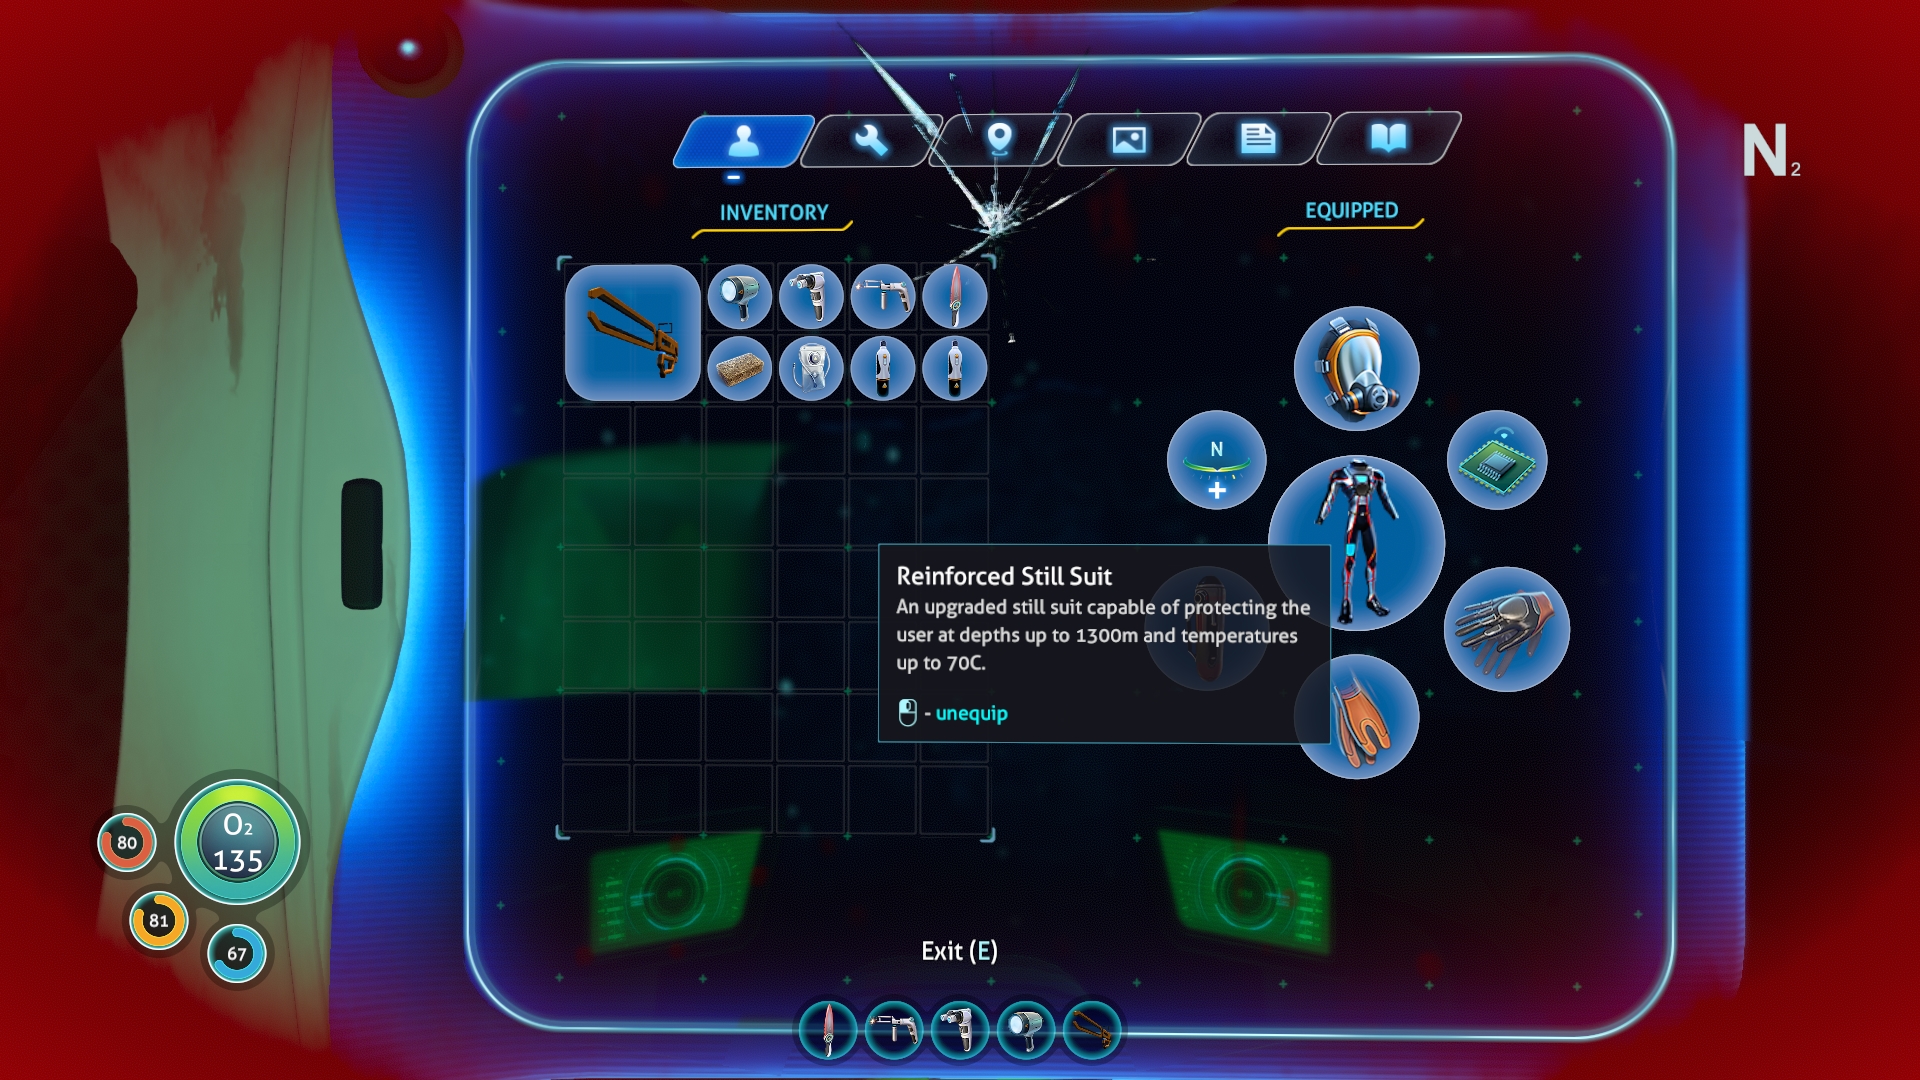 N₂
INVENTORY
EQUIPPED
N
Reinforced Still Suit
An upgraded still suit capable of protecting the
user at depths up to 1300m and temperatures
up to 70C.
- unequip
O₂
135
80
81
67
Exit (E)